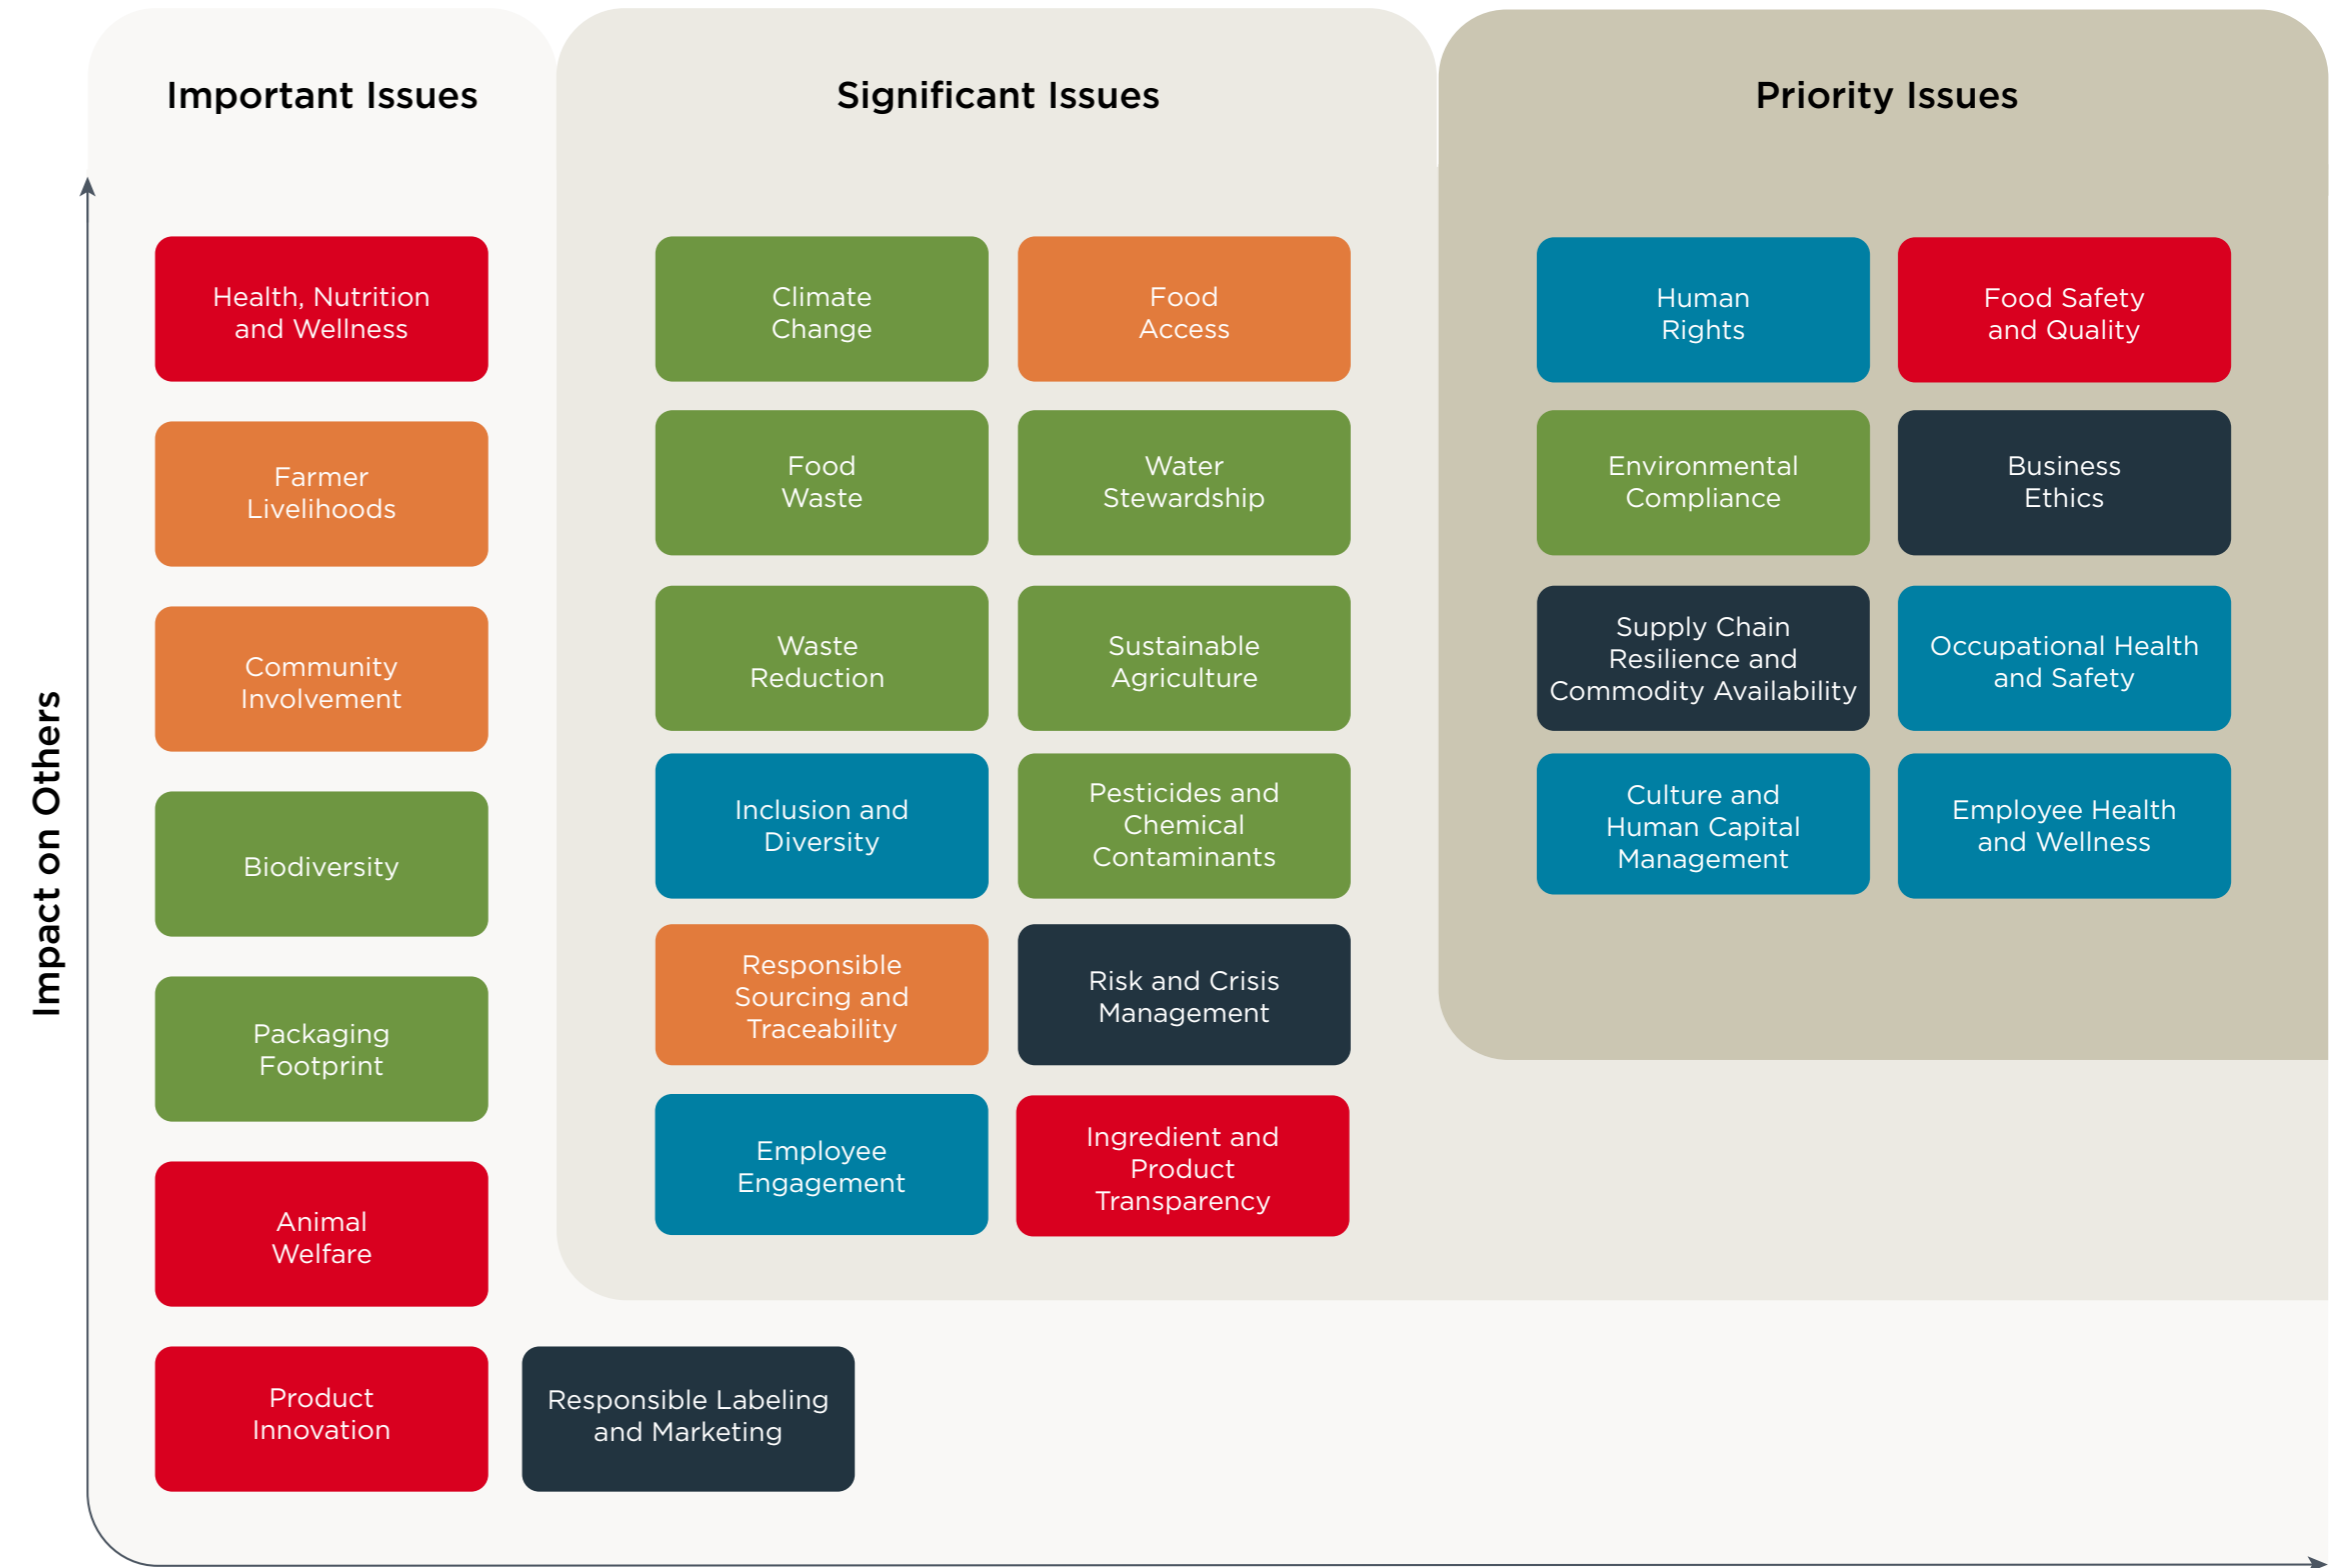 Important Issues
Significant Issues
Priority Issues
Impact on Others
Health, Nutrition
and Wellness
Farmer
Livelihoods
Community
Involvement
Biodiversity
Packaging
Footprint
Animal
Welfare
Product
Innovation
Responsible Labeling
and Marketing
Climate
Change
Food
Access
Food
Waste
Water
Stewardship
Waste
Reduction
Sustainable
Agriculture
Inclusion and
Diversity
Pesticides and
Chemical
Contaminants
Responsible
Sourcing and
Traceability
Risk and Crisis
Management
Employee
Engagement
Ingredient and
Product
Transparency
Human
Rights
Food Safety
and Quality
Environmental
Compliance
Business
Ethics
Supply Chain
Resilience and
Commodity Availability
Occupational Health
and Safety
Culture and
Human Capital
Management
Employee Health
and Wellness